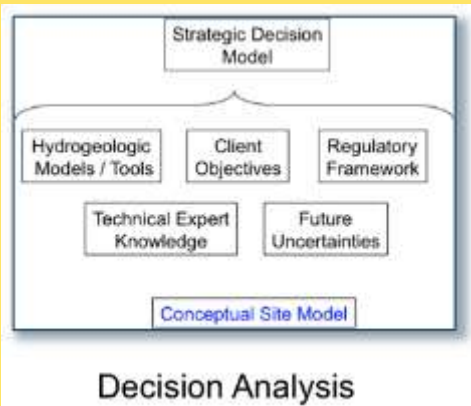 Strategic Decision
Model
Hydrogeologic
Models / Tools
Client
Objectives
Regulatory
Framework
Technical Expert
Knowledge
Future
Uncertainties
Conceptual Site Model
Decision Analysis